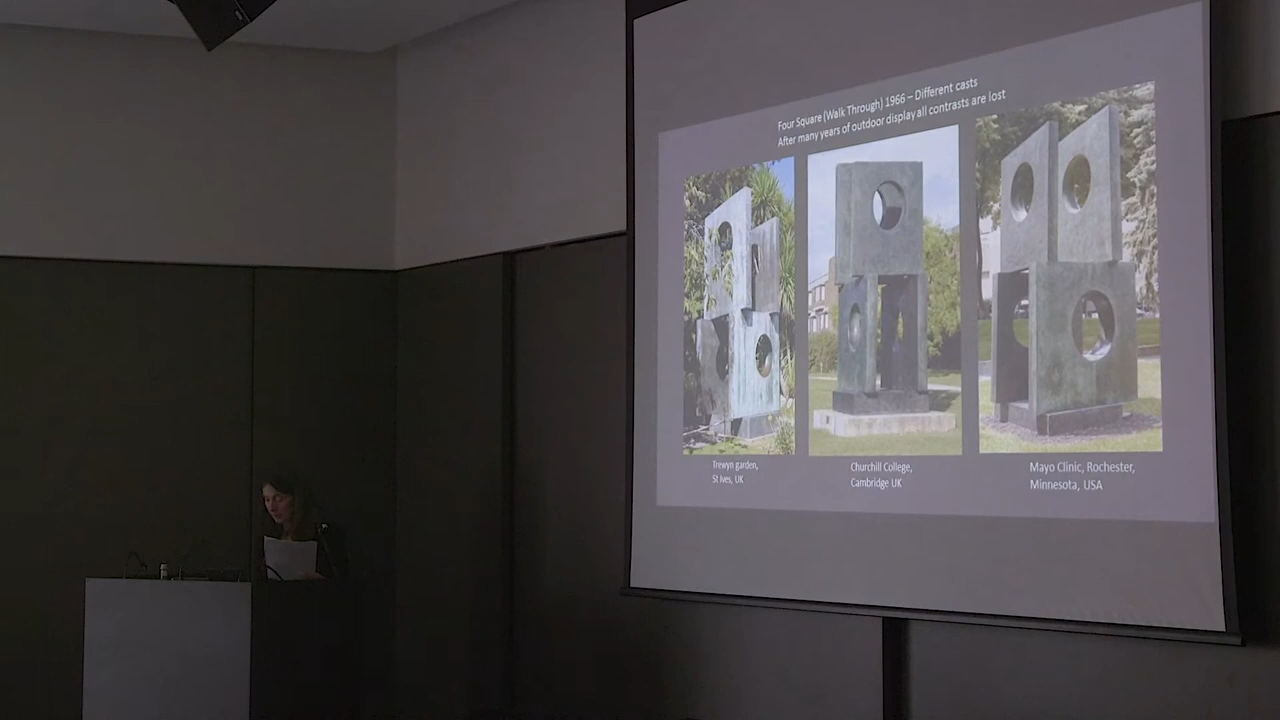 Four Square (Walk Through) 1966 – Different casts
After many years of outdoor display all contrasts are lost
Trewyn garden,
St Ives, UK
Churchill College,
Cambridge UK
Mayo Clinic, Rochester,
Minnesota, USA